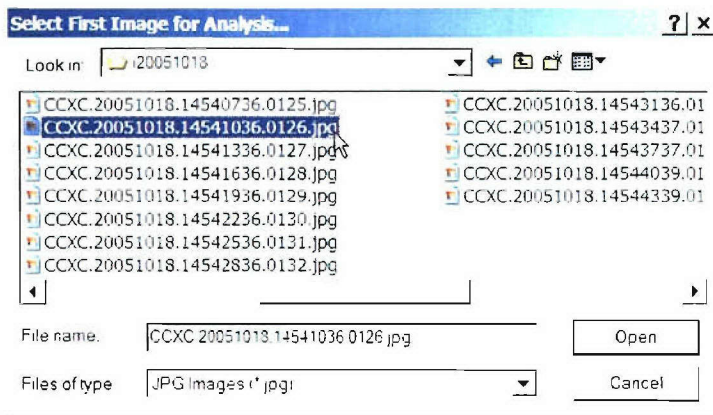 Select First Image for Analysis...
? x
Look in: r20051018
CCXC.20051018.14540736.0125.jpg
CCXC.20051018.14541036.0126.jpg
CCXC.20051018.14541336.0127.jpg
CCXC.20051018.14541636.0128.jpg
CCXC.20051018.14541936.0129.jpg
CCXC.20051018.14542236.0130.jpg
CCXC.20051018.14542536.0131.jpg
CCXC.20051018.14542836.0132.jpg
CCXC.20051018.14543136.01
CCXC.20051018.14543437.01
CCXC.20051018.14543737.01
CCXC.20051018.14544039.01
CCXC.20051018.14544339.01
File name: CCXC.20051018.14541036.0126.jpg
Open
Files of type JPG Images (*.jpg)
Cancel